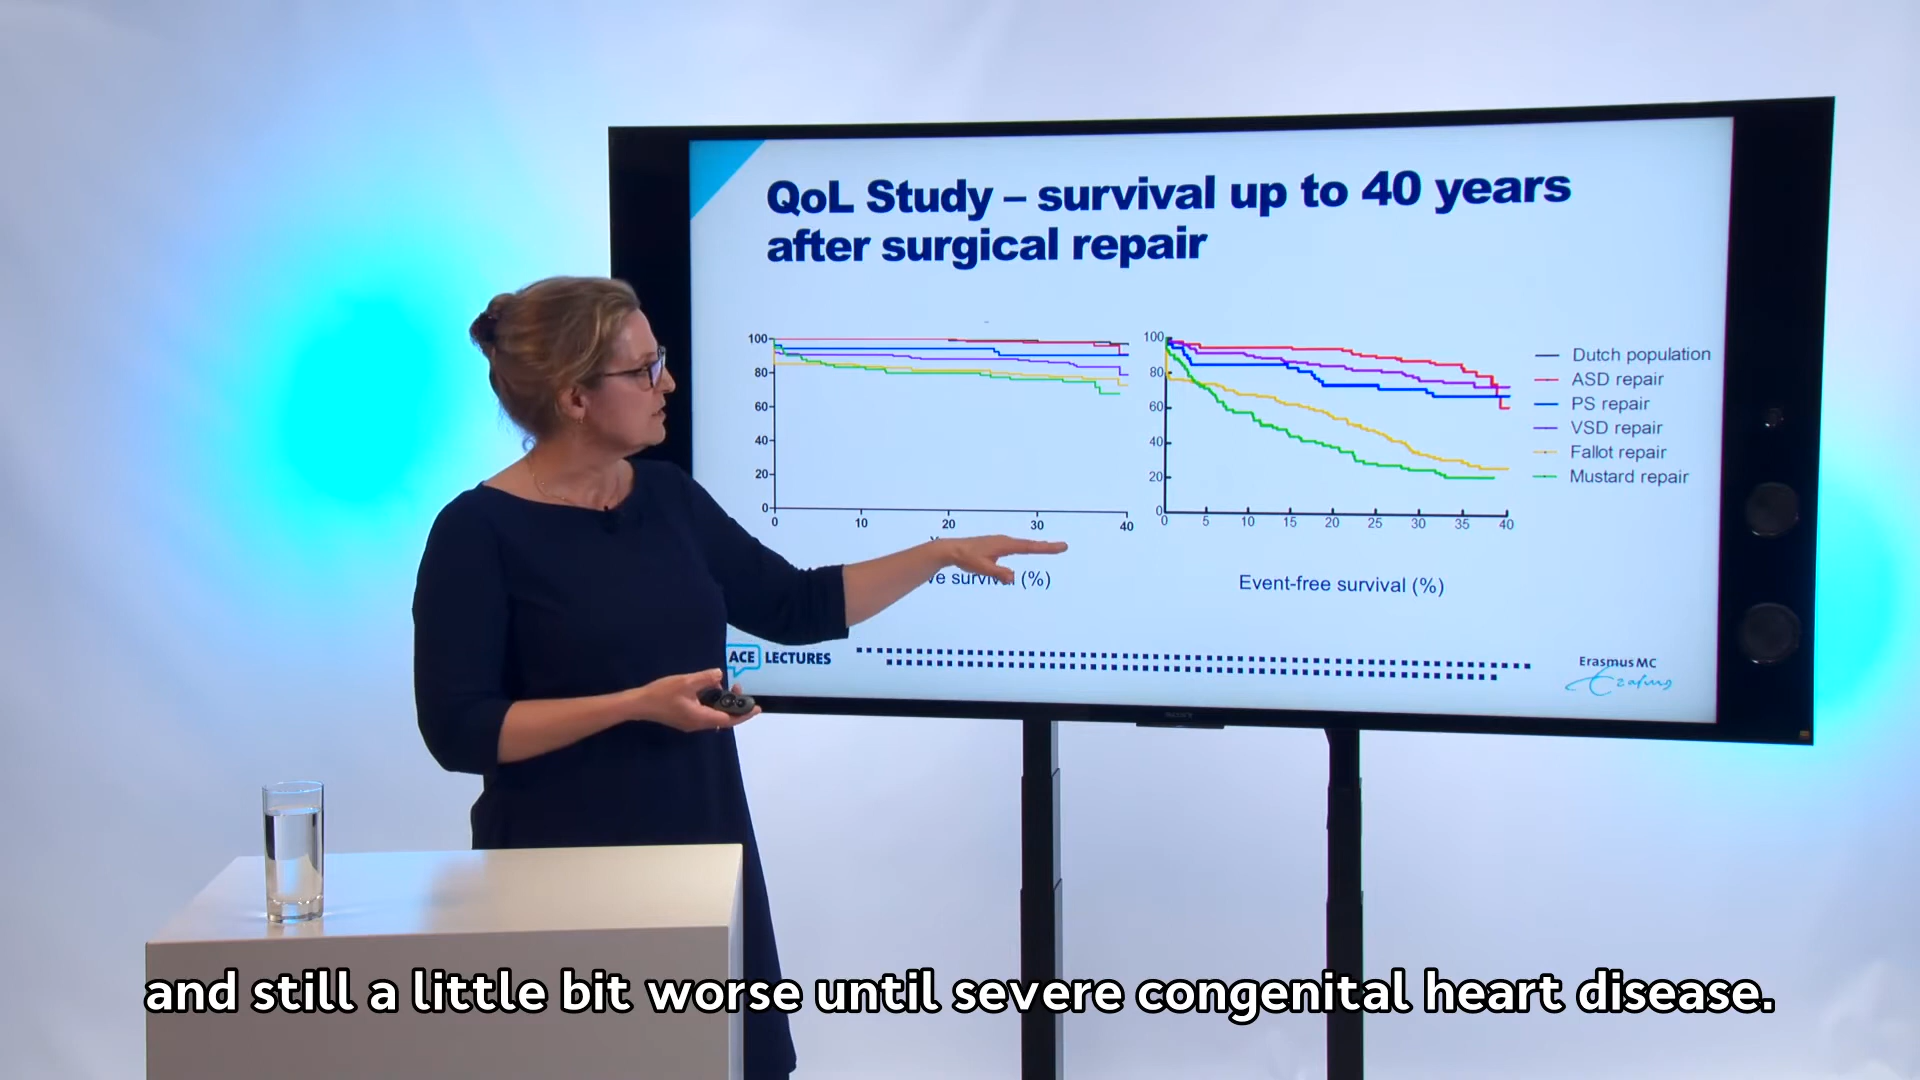 QoL Study – survival up to 40 years
after surgical repair
100
80
60
40
20
0
0 10 20 30 40
survival (%)
100
80
60
40
20
0
0 5 10 15 20 25 30 35 40
Event-free survival (%)
Dutch population
ASD repair
PS repair
VSD repair
Fallot repair
Mustard repair
ACE LECTURES
Erasmus MC
Erasmus
SONY
and still a little bit worse until severe congenital heart disease.